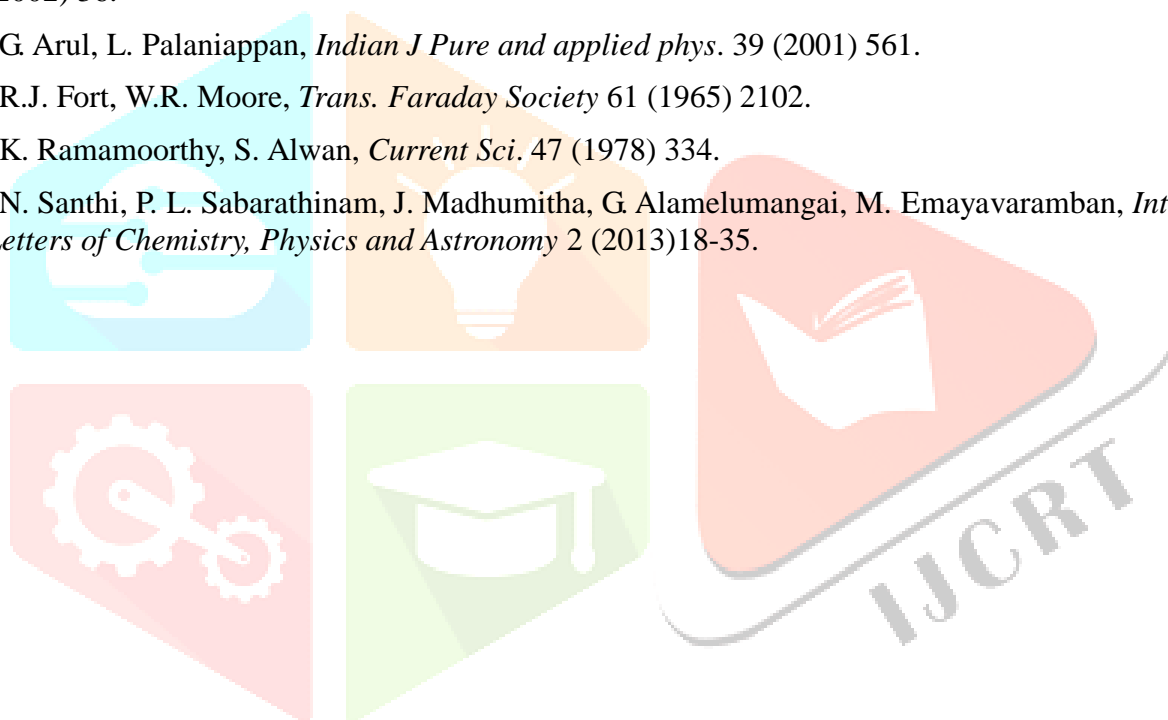 G. Arul, L. Palaniappan, Indian J Pure and applied phys. 39 (2001) 561.
R.J. Fort, W.R. Moore, Trans. Faraday Society 61 (1965) 2102.
K. Ramamoorthy, S. Alwan, Current Sci. 47 (1978) 334.
N. Santhi, P. L. Sabarathinam, J. Madhumitha, G. Alamelumangai, M. Emayavaramban, Int
etters of Chemistry, Physics and Astronomy 2 (2013)18-35.
IJCRT